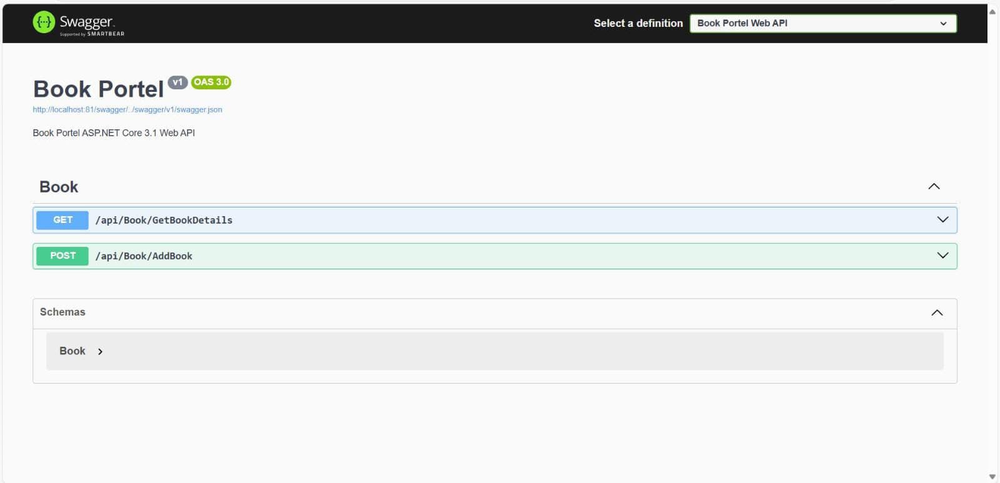 {...} Swagger™
Supported by SMARTBEAR
Select a definition
Book Portel Web API
Book Portel v1 OAS 3.0
http://localhost:81/swagger/../swagger/v1/swagger.json
Book Portel ASP.NET Core 3.1 Web API
Book
GET /api/Book/GetBookDetails
POST /api/Book/AddBook
Schemas
Book